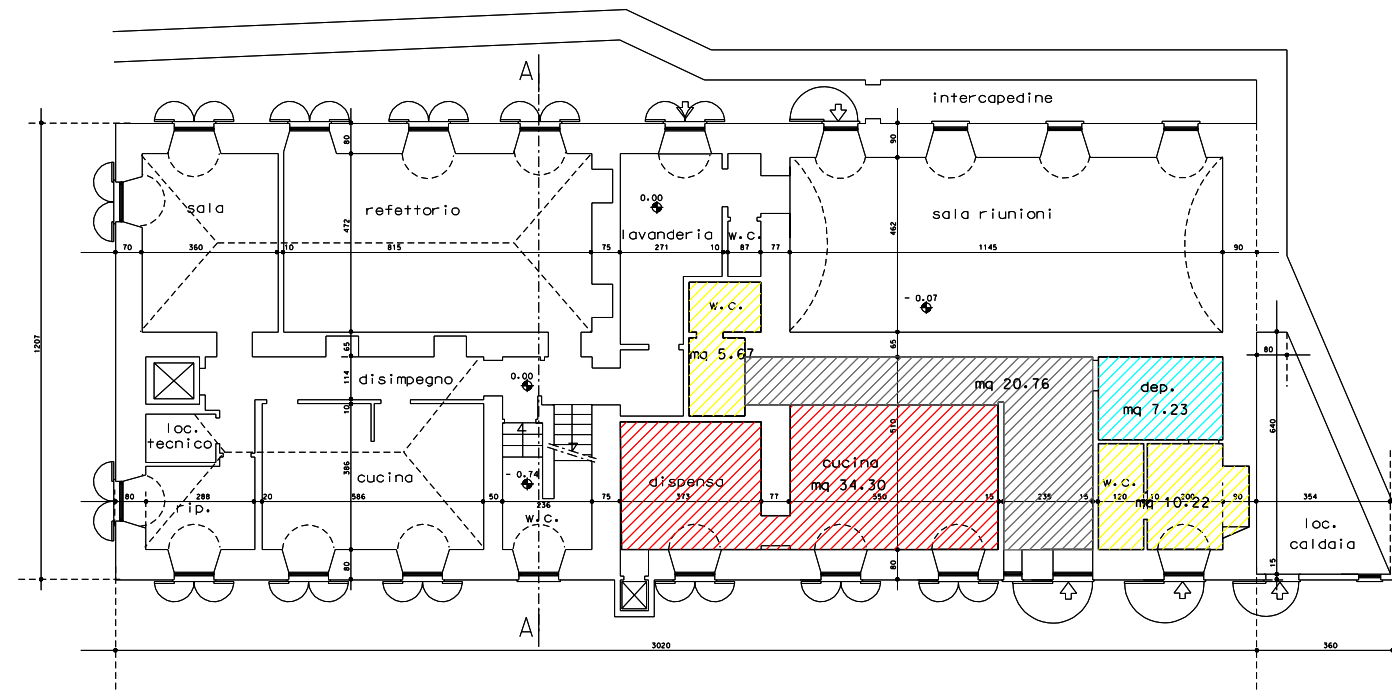 A
intercapedine
80
90
sala
refettorio
0.00
sala riunioni
472
462
lavanderia
w.c.
70
360
10
815
75
271
10
87
77
1145
90
- 0.07
w.c.
1207
mq 5.67
65
65
80
114
disimpegno
0.00
mq 20.76
dep.
mq 7.23
10
loc.
tecnico
4
7
510
640
386
cucina
- 0.74
dispensa
cucina
mq 34.30
w.c.
mq 10.22
80
288
rip.
20
586
50
236
w.c.
75
573
77
550
15
235
15
120
10
200
90
354
loc.
caldaia
80
80
15
A
3020
360